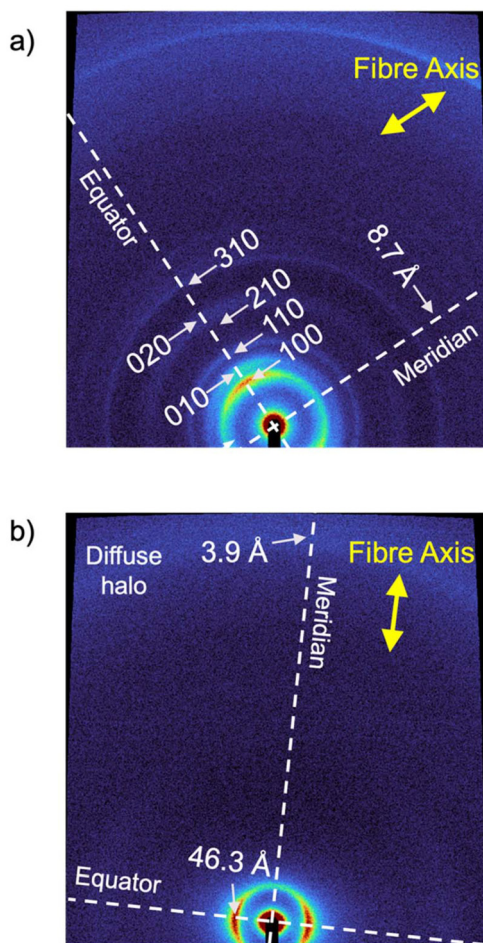 a)
Fibre Axis
Equator
310
210
110
100
020
010
8.7 Å
Meridian
b)
Diffuse
halo
3.9 Å
Fibre Axis
Meridian
46.3 Å
Equator